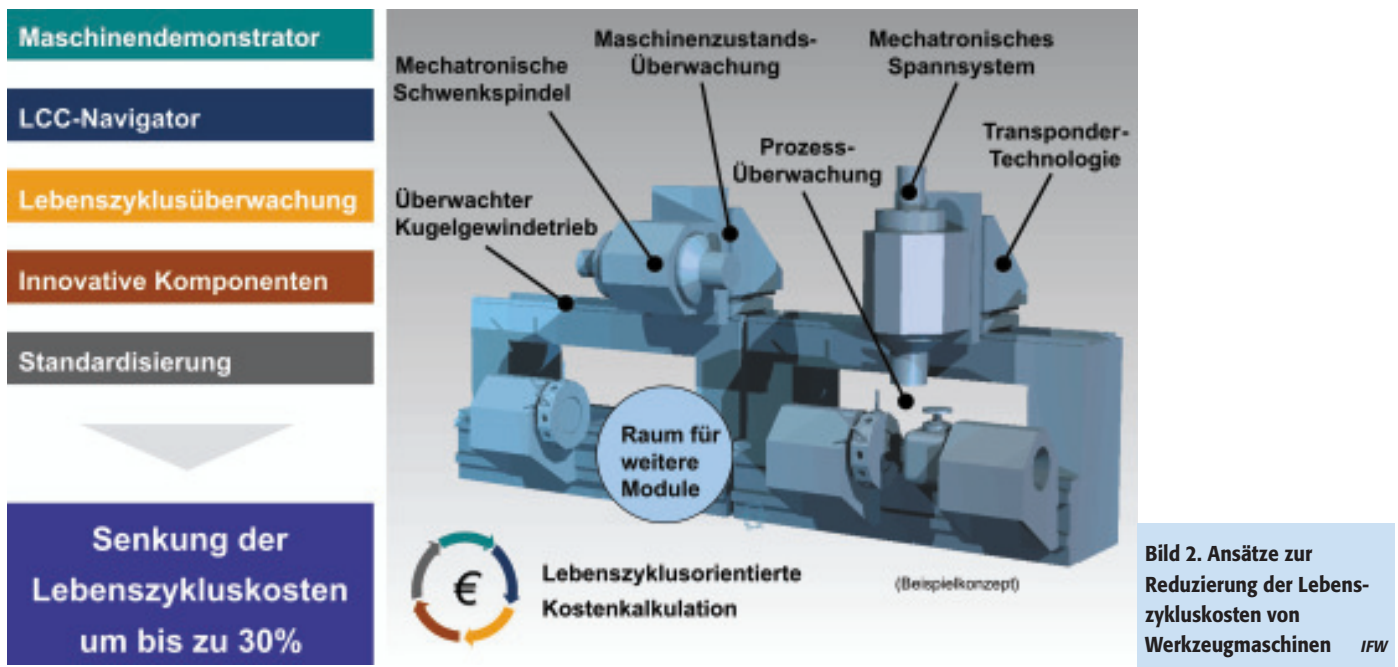 Maschinendemonstrator
LCC-Navigator
Lebenszyklusüberwachung
Innovative Komponenten
Standardisierung
Senkung der
Lebenszykluskosten
um bis zu 30%
Mechatronische
Schwenkspindel
Maschinenzustands-
Überwachung
Mechatronisches
Spannsystem
Prozess-
Überwachung
Transponder-
Technologie
Überwachter
Kugelgewindetrieb
Raum für
weitere
Module
€
Lebenszyklusorientierte
Kostenkalkulation
(Beispielkonzept)
Bild 2. Ansätze zur
Reduzierung der Lebens-
zykluskosten von
Werkzeugmaschinen IFW